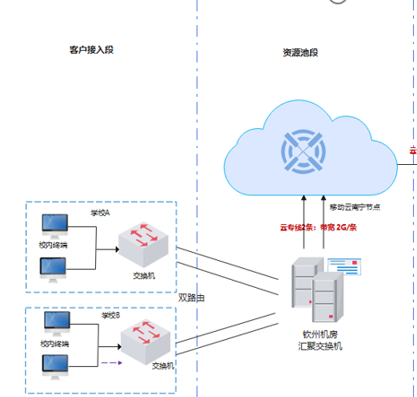 客户接入段
资源池段
云
移动云南宁节点
云专线2条：带宽 2G/条
学校A
校内终端
交换机
双路由
钦州机房
汇聚交换机
学校B
校内终端
交换机